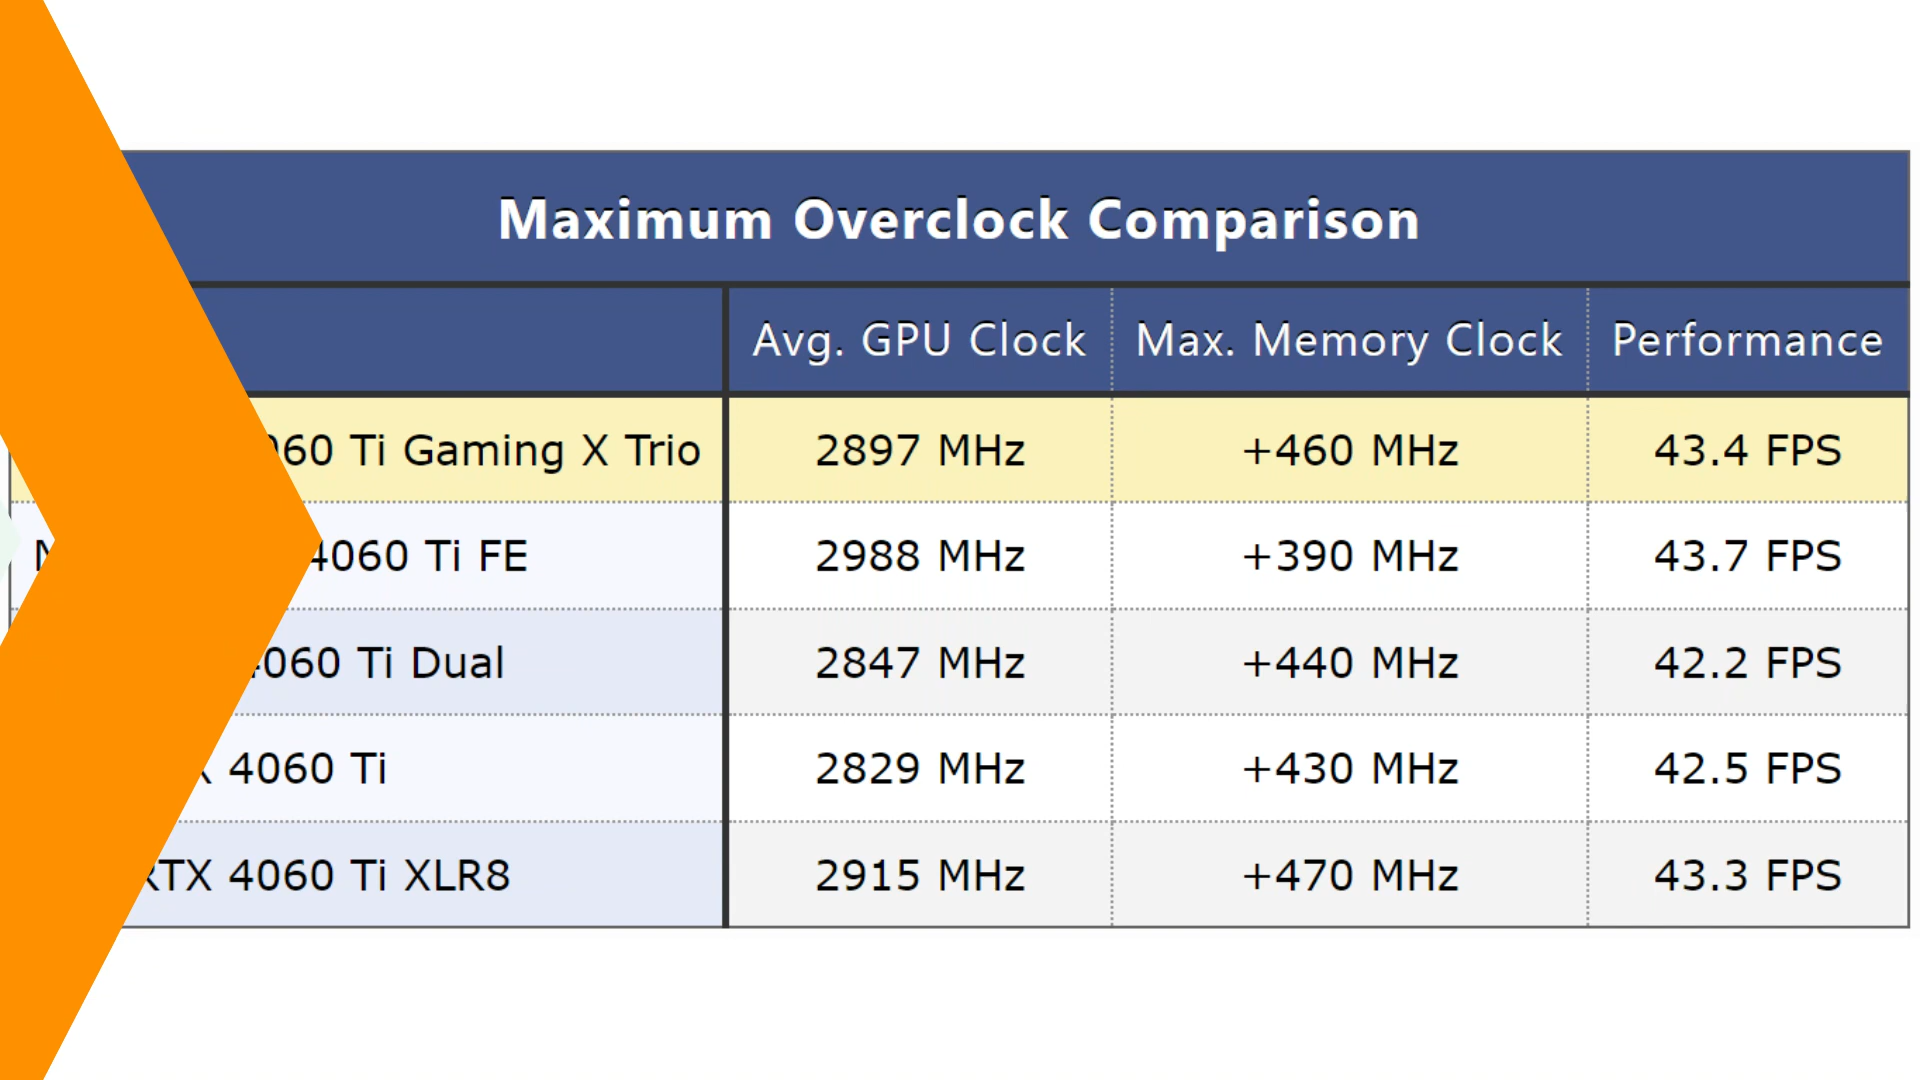 Maximum Overclock Comparison
Avg. GPU Clock Max. Memory Clock Performance
Ti Gaming X Trio 2897 MHz +460 MHz 43.4 FPS
4060 Ti FE 2988 MHz +390 MHz 43.7 FPS
Ti Dual 2847 MHz +440 MHz 42.2 FPS
4060 Ti 2829 MHz +430 MHz 42.5 FPS
4060 Ti XLR8 2915 MHz +470 MHz 43.3 FPS